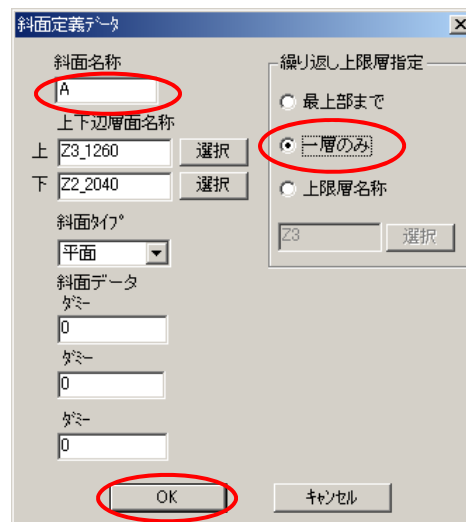 斜面定義ﾃﾞｰﾀ
斜面名称
A
上下辺層面名称
上 Z3_1260 選択
下 Z2_2040 選択
斜面ﾀｲﾌﾟ
平面
斜面データ
ﾀﾞﾐｰ
0
ﾀﾞﾐｰ
0
ﾀﾞﾐｰ
0
繰り返し上限層指定
最上部まで
一層のみ
上限層名称
Z3 選択
OK ｷｬﾝｾﾙ